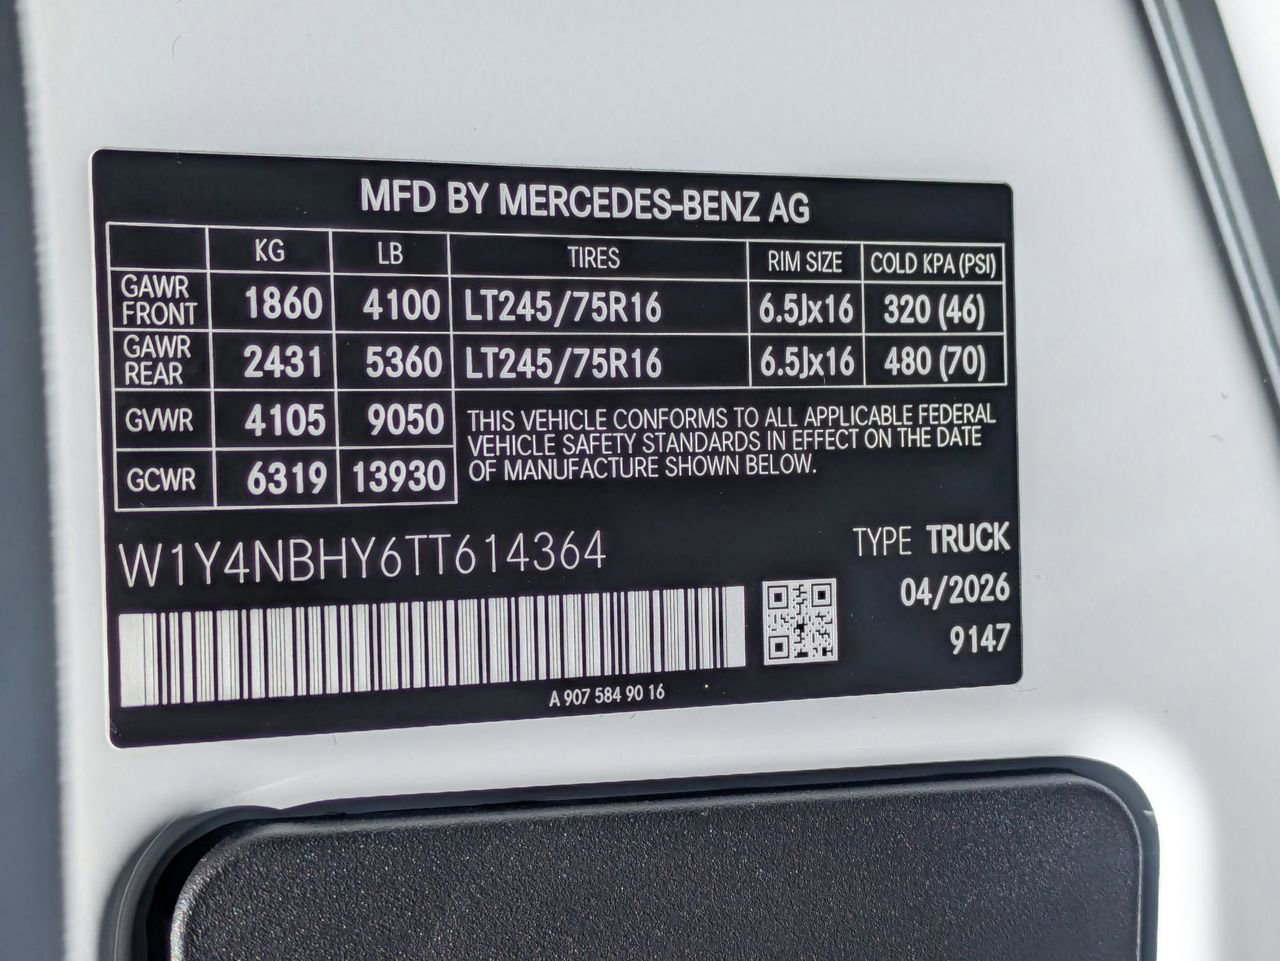 MFD BY MERCEDES-BENZ AG
KG LB TIRES RIM SIZE COLD KPA (PSI)
GAWR FRONT 1860 4100 LT245/75R16 6.5Jx16 320 (46)
GAWR REAR 2431 5360 LT245/75R16 6.5Jx16 480 (70)
GVWR 4105 9050
GCWR 6319 13930
THIS VEHICLE CONFORMS TO ALL APPLICABLE FEDERAL
VEHICLE SAFETY STANDARDS IN EFFECT ON THE DATE
OF MANUFACTURE SHOWN BELOW.
W1Y4NBHY6TT614364
TYPE TRUCK
04/2026
9147
A 907 584 90 16